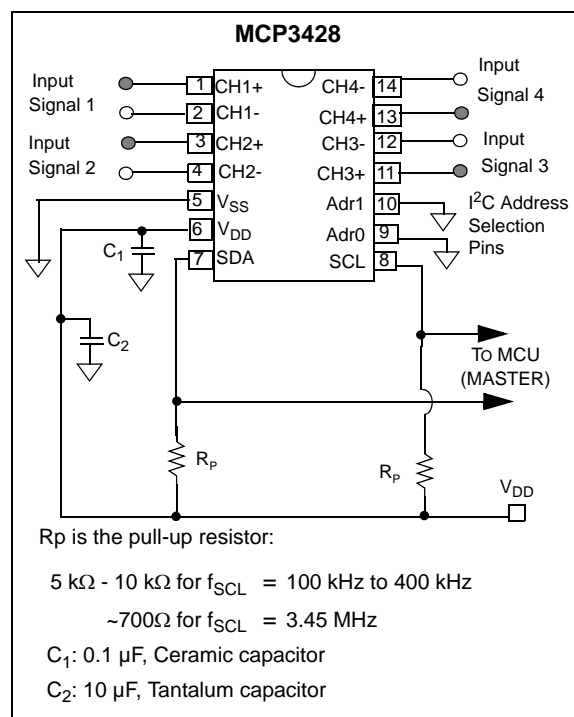 MCP3428
Input
Signal 1
Input
Signal 2
1 CH1+
2 CH1-
3 CH2+
4 CH2-
5 VSS
6 VDD
7 SDA
CH4- 14
CH4+ 13
CH3- 12
CH3+ 11
Adr1 10
Adr0 9
SCL 8
Input
Signal 4
Input
Signal 3
I²C Address
Selection
Pins
C1
C2
TO MCU
(MASTER)
RP
RP
VDD
Rp is the pull-up resistor:
5 kΩ - 10 kΩ for fSCL = 100 kHz to 400 kHz
~700Ω for fSCL = 3.45 MHz
C1: 0.1 µF, Ceramic capacitor
C2: 10 µF, Tantalum capacitor